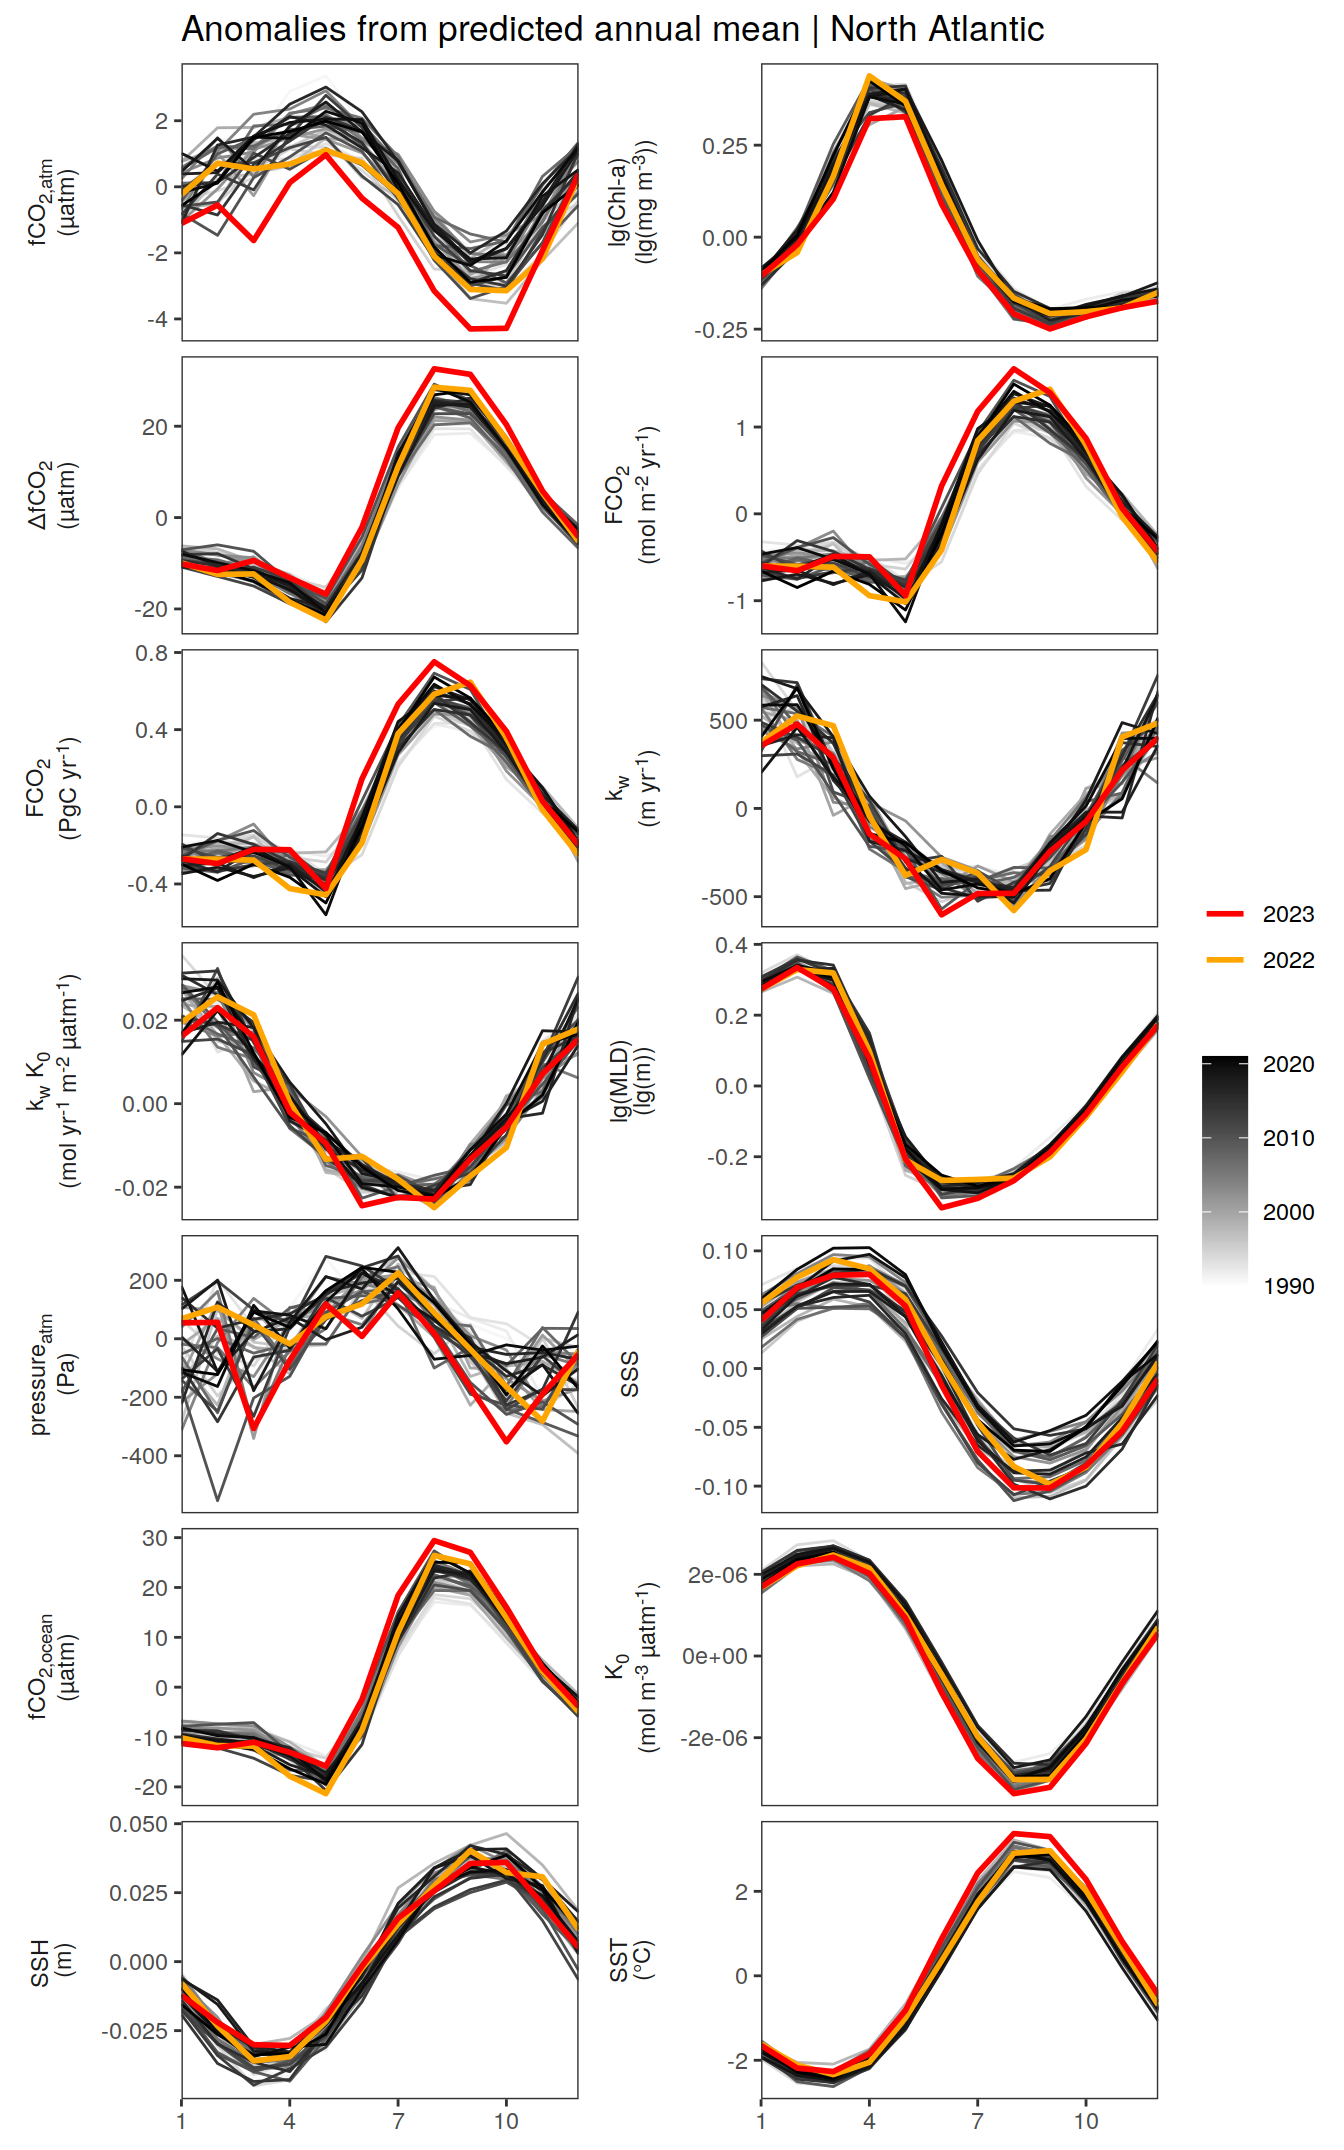 Anomalies from predicted annual mean | North Atlantic
fCO2,atm
(µatm)
2
0
-2
-4
lg(Chl-a)
(lg(mg m-3))
0.25
0.00
-0.25
ΔfCO2
(µatm)
20
0
-20
FCO2
(mol m-2 yr-1)
1
0
-1
FCO2
(PgC yr-1)
0.8
0.4
0.0
-0.4
kw
(m yr-1)
500
0
-500
kw K0
(mol yr-1 m-2 µatm-1)
0.02
0.00
-0.02
lg(MLD)
(lg(m))
0.4
0.2
0.0
-0.2
pressureatm
(Pa)
200
0
-200
-400
SSS
0.10
0.05
0.00
-0.05
-0.10
fCO2,ocean
(µatm)
30
20
10
0
-10
-20
K0
(mol m-3 µatm-1)
2e-06
0e+00
-2e-06
SSH
(m)
0.050
0.025
0.000
-0.025
SST
(°C)
2
0
-2
1 4 7 10
1 4 7 10
2023
2022
2020
2010
2000
1990